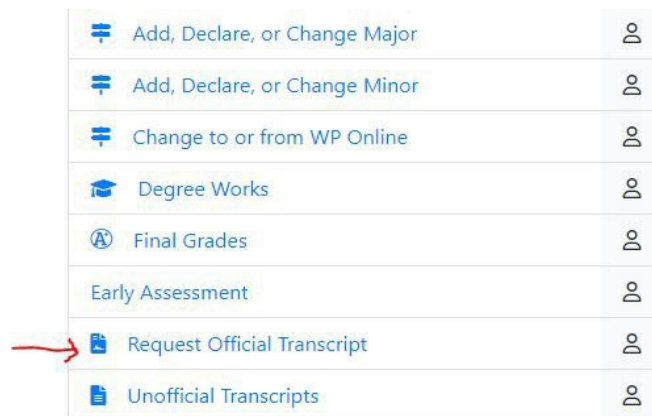 Add, Declare, or Change Major
Add, Declare, or Change Minor
Change to or from WP Online
Degree Works
Final Grades
Early Assessment
Request Official Transcript
Unofficial Transcripts